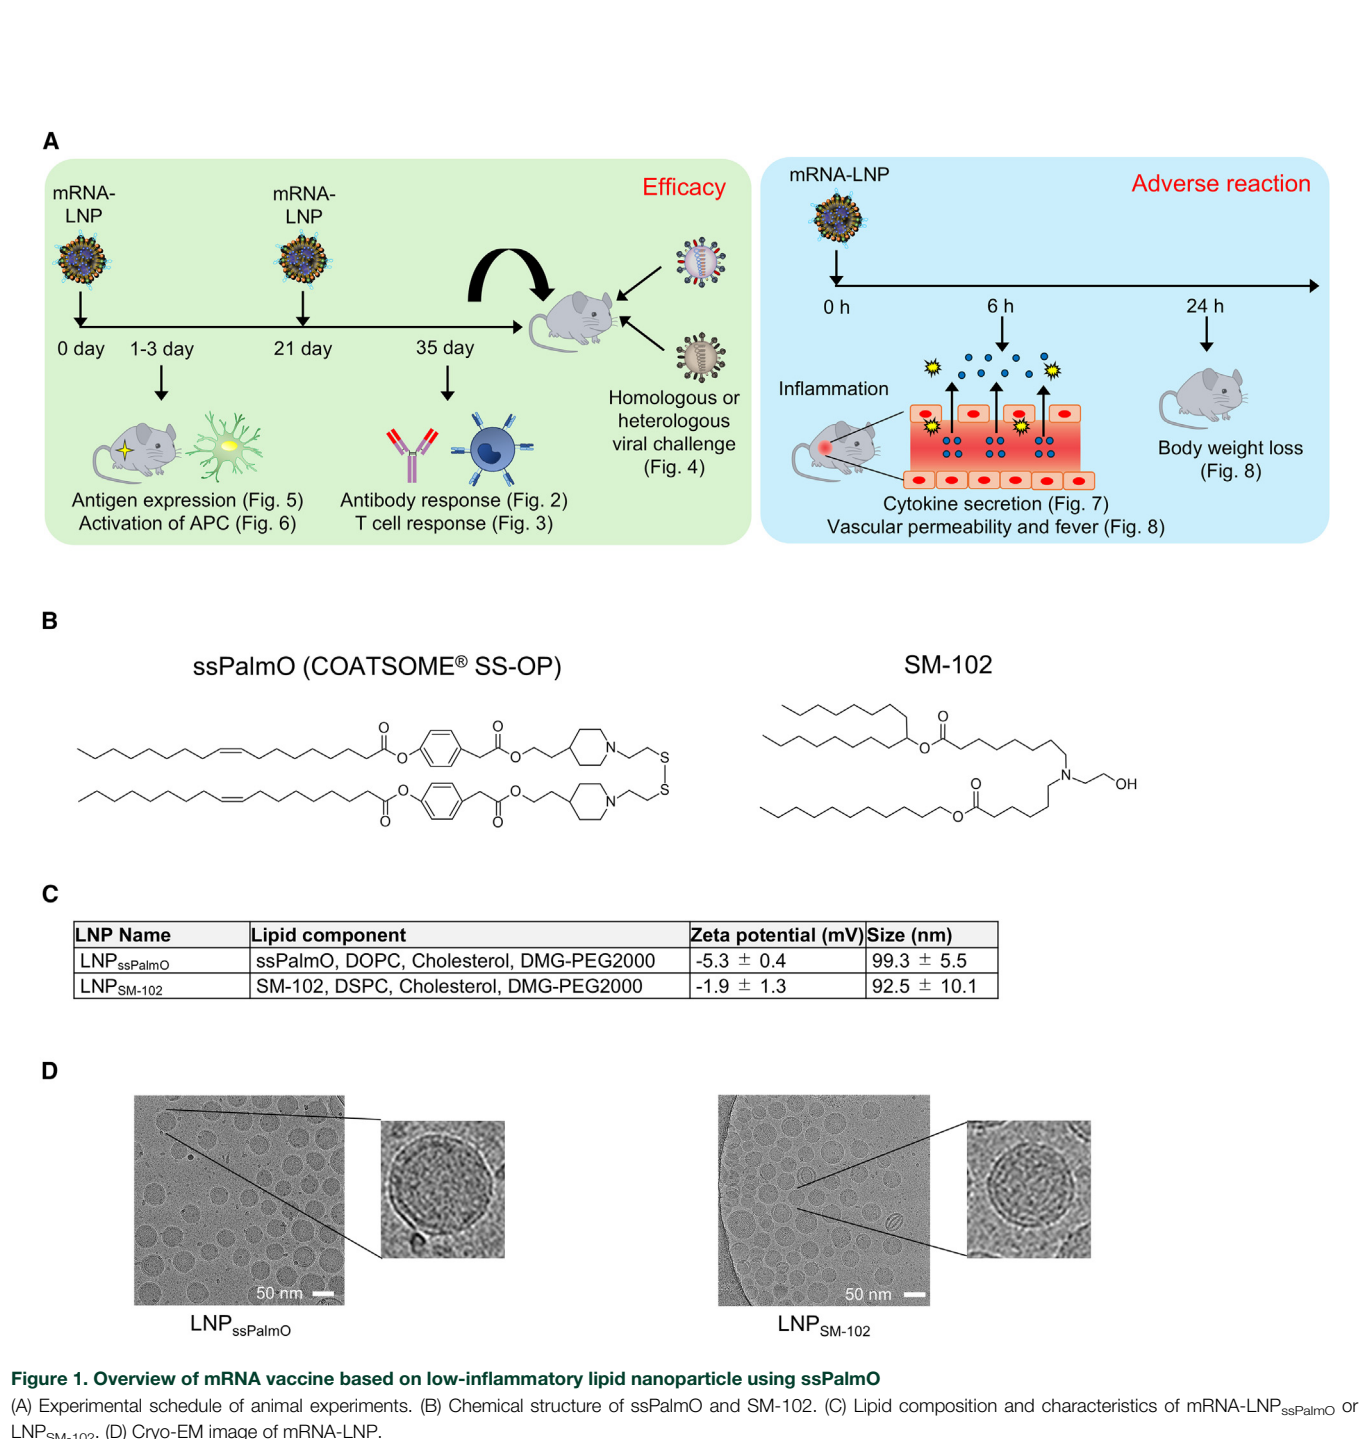 A
mRNA-
LNP
mRNA-
LNP
Efficacy
0 day
1-3 day
21 day
35 day
Antigen expression (Fig. 5)
Activation of APC (Fig. 6)
Antibody response (Fig. 2)
T cell response (Fig. 3)
Homologous or
heterologous
viral challenge
(Fig. 4)
mRNA-LNP
Adverse reaction
0 h
6 h
24 h
Inflammation
Cytokine secretion (Fig. 7)
Vascular permeability and fever (Fig. 8)
Body weight loss
(Fig. 8)
B
ssPalmO (COATSOME® SS-OP)
O
O
O
O
N
S
S
O
O
O
O
N
SM-102
O
O
N
OH
O
O
C
LNP Name Lipid component Zeta potential (mV) Size (nm)
LNPssPalmO ssPalmO, DOPC, Cholesterol, DMG-PEG2000 -5.3 ± 0.4 99.3 ± 5.5
LNPSM-102 SM-102, DSPC, Cholesterol, DMG-PEG2000 -1.9 ± 1.3 92.5 ± 10.1
D
50 nm
LNPssPalmO
50 nm
LNPSM-102
Figure 1. Overview of mRNA vaccine based on low-inflammatory lipid nanoparticle using ssPalmO
(A) Experimental schedule of animal experiments. (B) Chemical structure of ssPalmO and SM-102. (C) Lipid composition and characteristics of mRNA-LNPssPalmO or
LNPSM-102. (D) Cryo-EM image of mRNA-LNP.